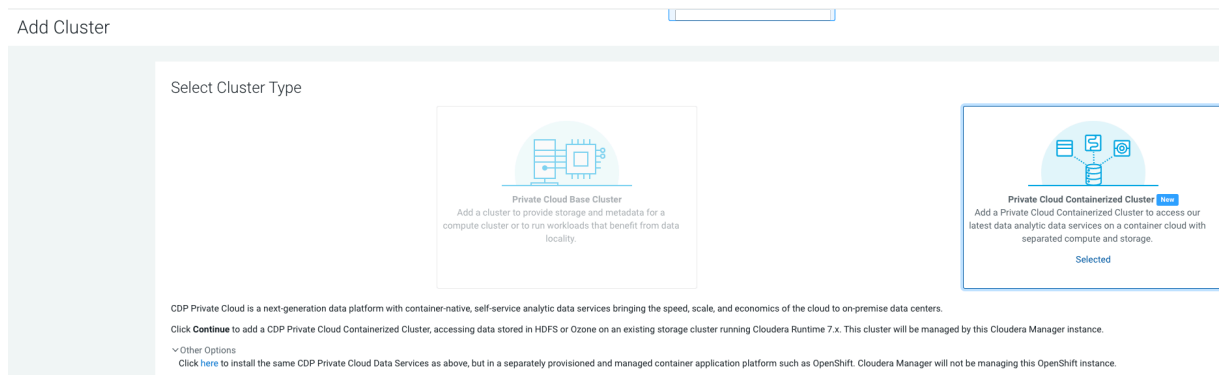 Add Cluster
Select Cluster Type
Private Cloud Base Cluster
Add a cluster to provide storage and metadata for a
compute cluster or to run workloads that benefit from data
locality.
Private Cloud Containerized Cluster New
Add a Private Cloud Containerized Cluster to access our
latest data analytic data services on a container cloud with
separated compute and storage.
Selected
CDP Private Cloud is a next-generation data platform with container-native, self-service analytic data services bringing the speed, scale, and economics of the cloud to on-premise data centers.
Click Continue to add a CDP Private Cloud Containerized Cluster, accessing data stored in HDFS or Ozone on an existing storage cluster running Cloudera Runtime 7.x. This cluster will be managed by this Cloudera Manager instance.
Other Options
Click here to install the same CDP Private Cloud Data Services as above, but in a separately provisioned and managed container application platform such as OpenShift. Cloudera Manager will not be managing this OpenShift instance.